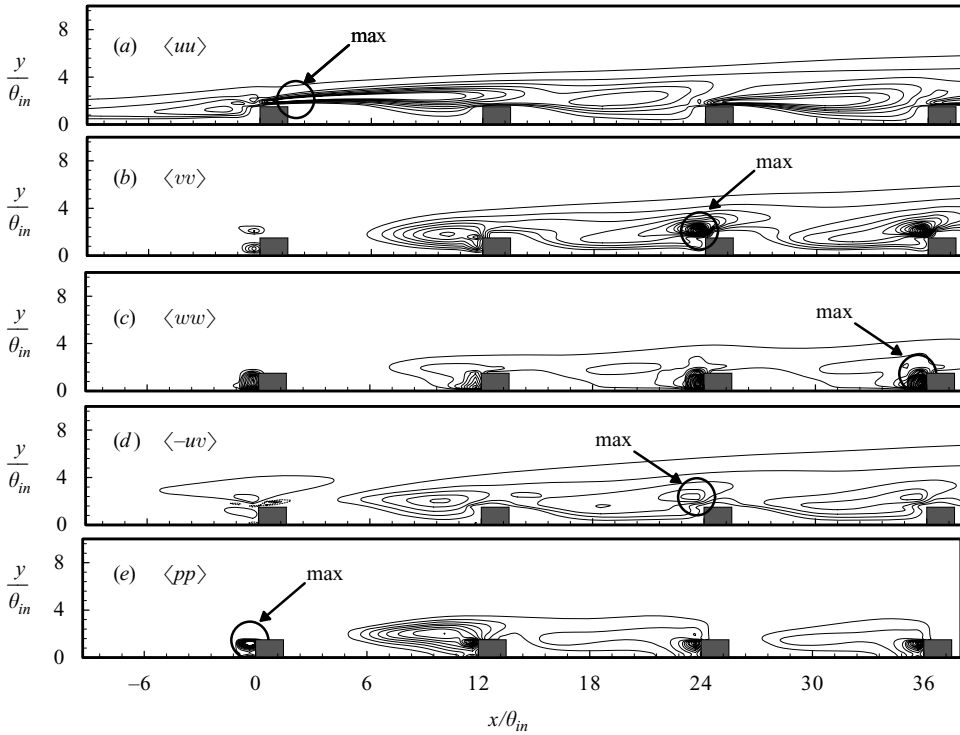 8
(a) ⟨uu⟩
max
y
θin
4
0
8
(b) ⟨vv⟩
max
y
θin
4
0
8
(c) ⟨ww⟩
max
y
θin
4
0
8
(d) ⟨–uv⟩
max
y
θin
4
0
8
(e) ⟨pp⟩
max
y
θin
4
0
–6 0 6 12 18 24 30 36
x/θin